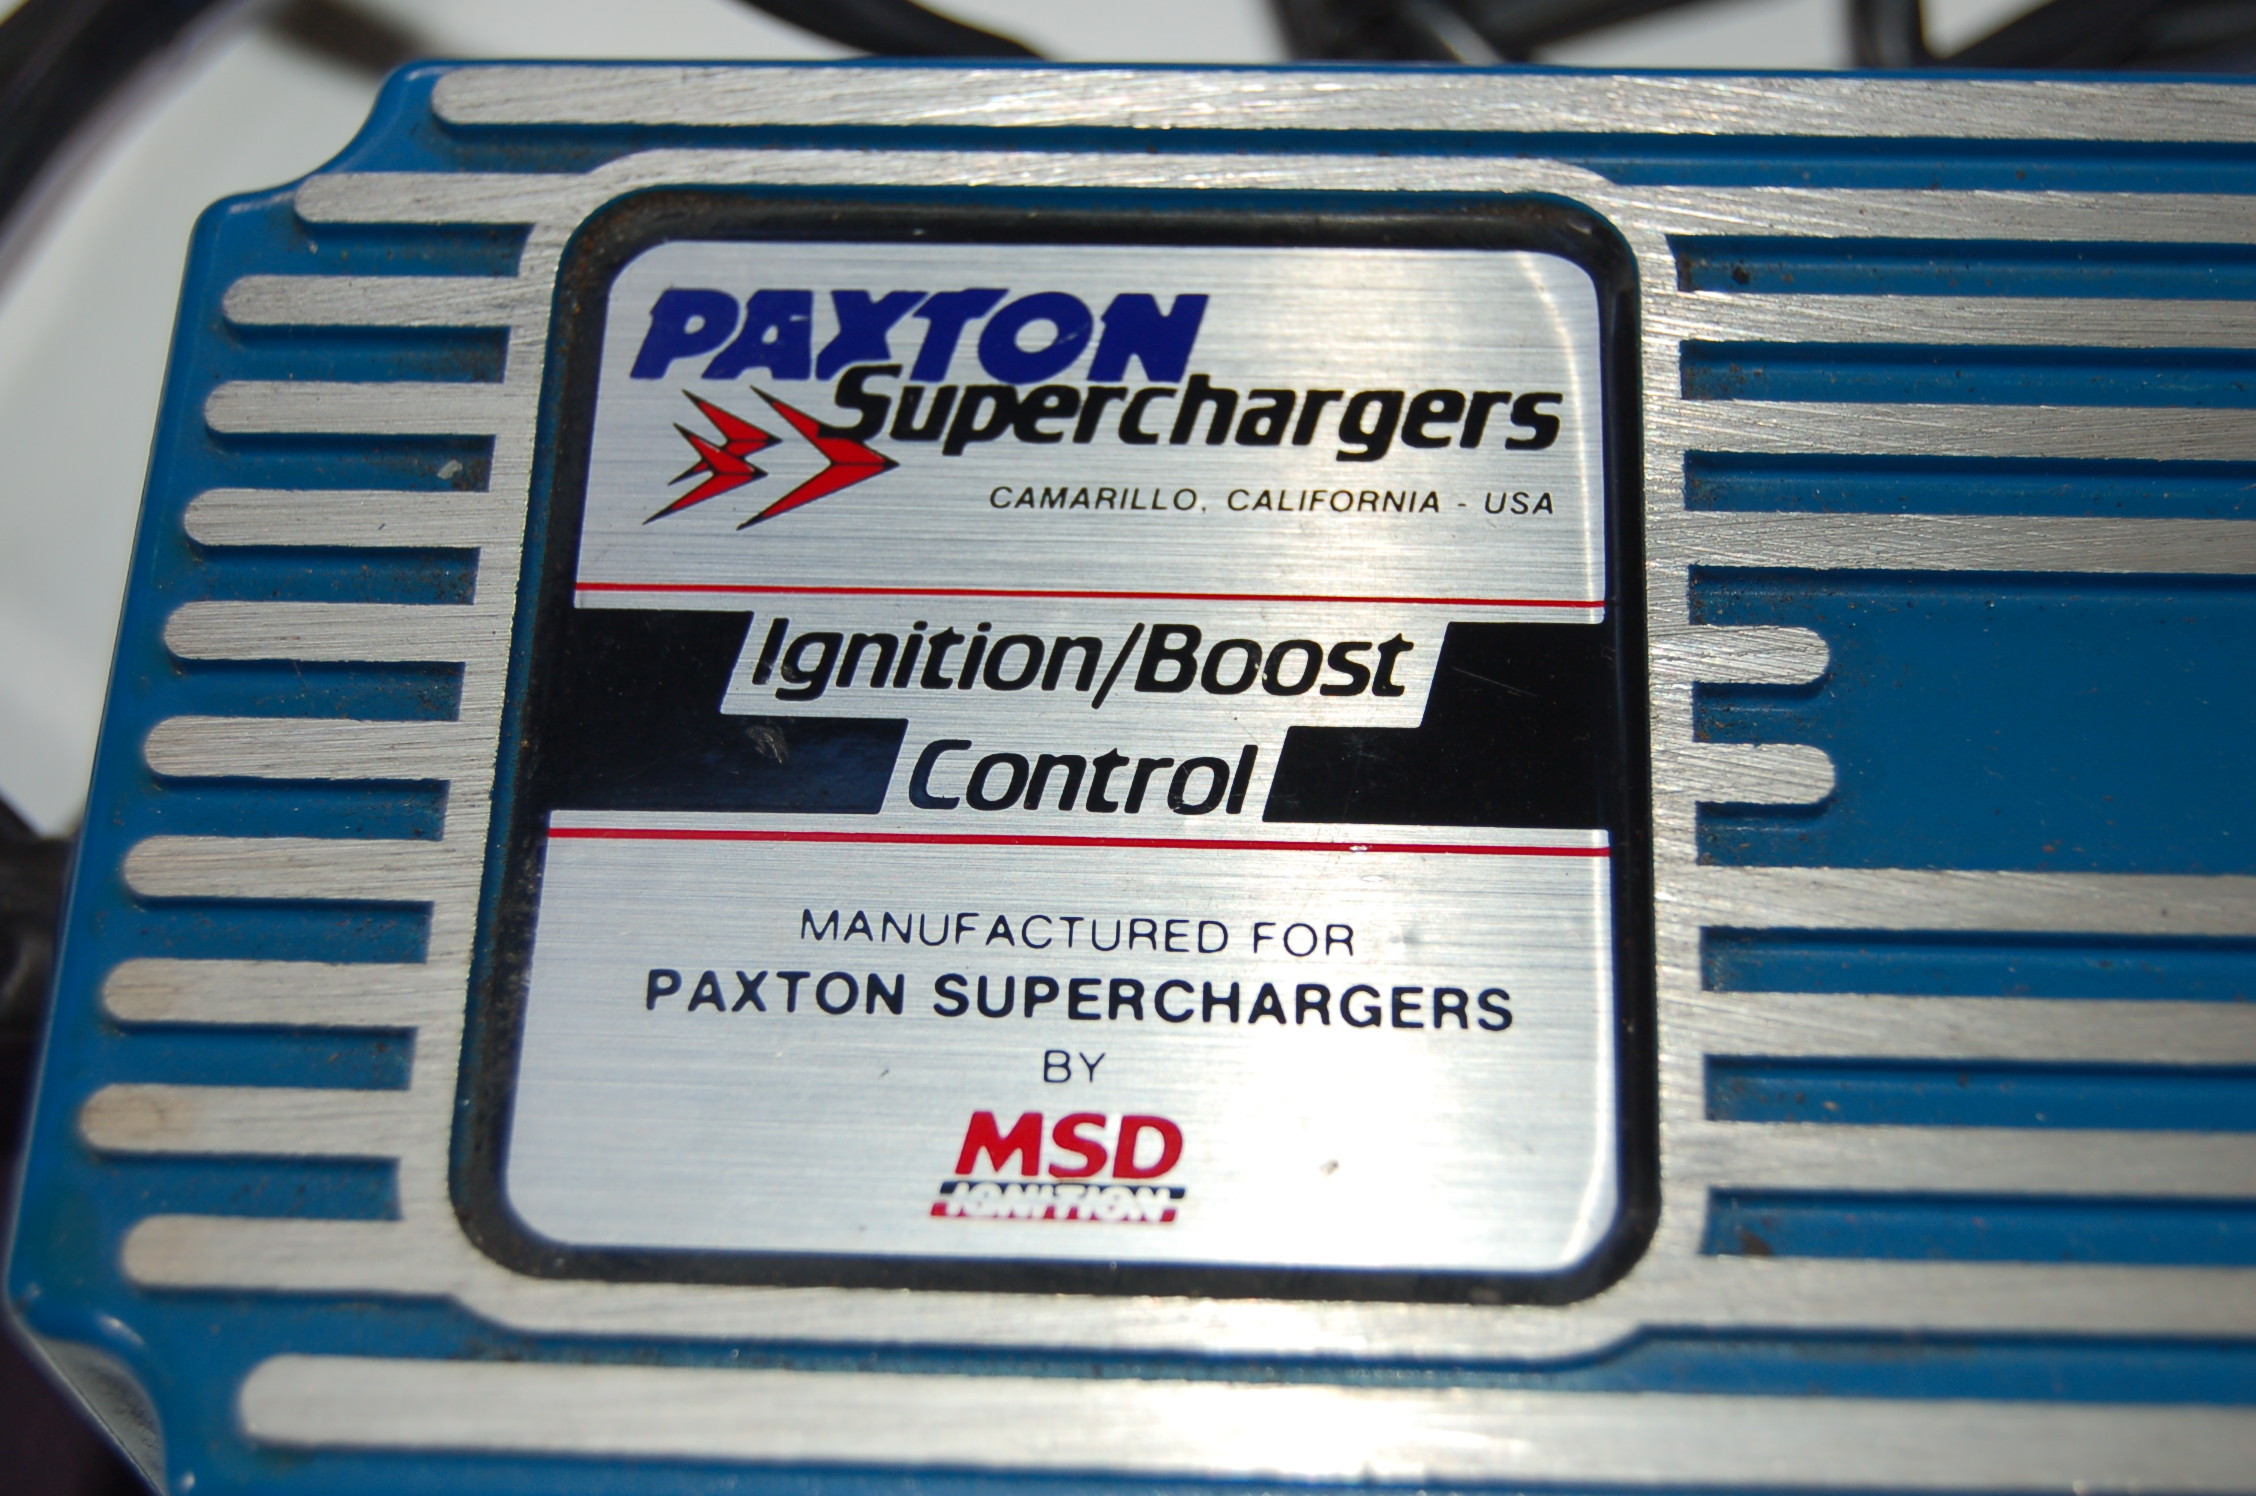 PAXTON
Superchargers
CAMARILLO, CALIFORNIA - USA
Ignition/Boost
Control
MANUFACTURED FOR
PAXTON SUPERCHARGERS
BY
MSD
IGNITION